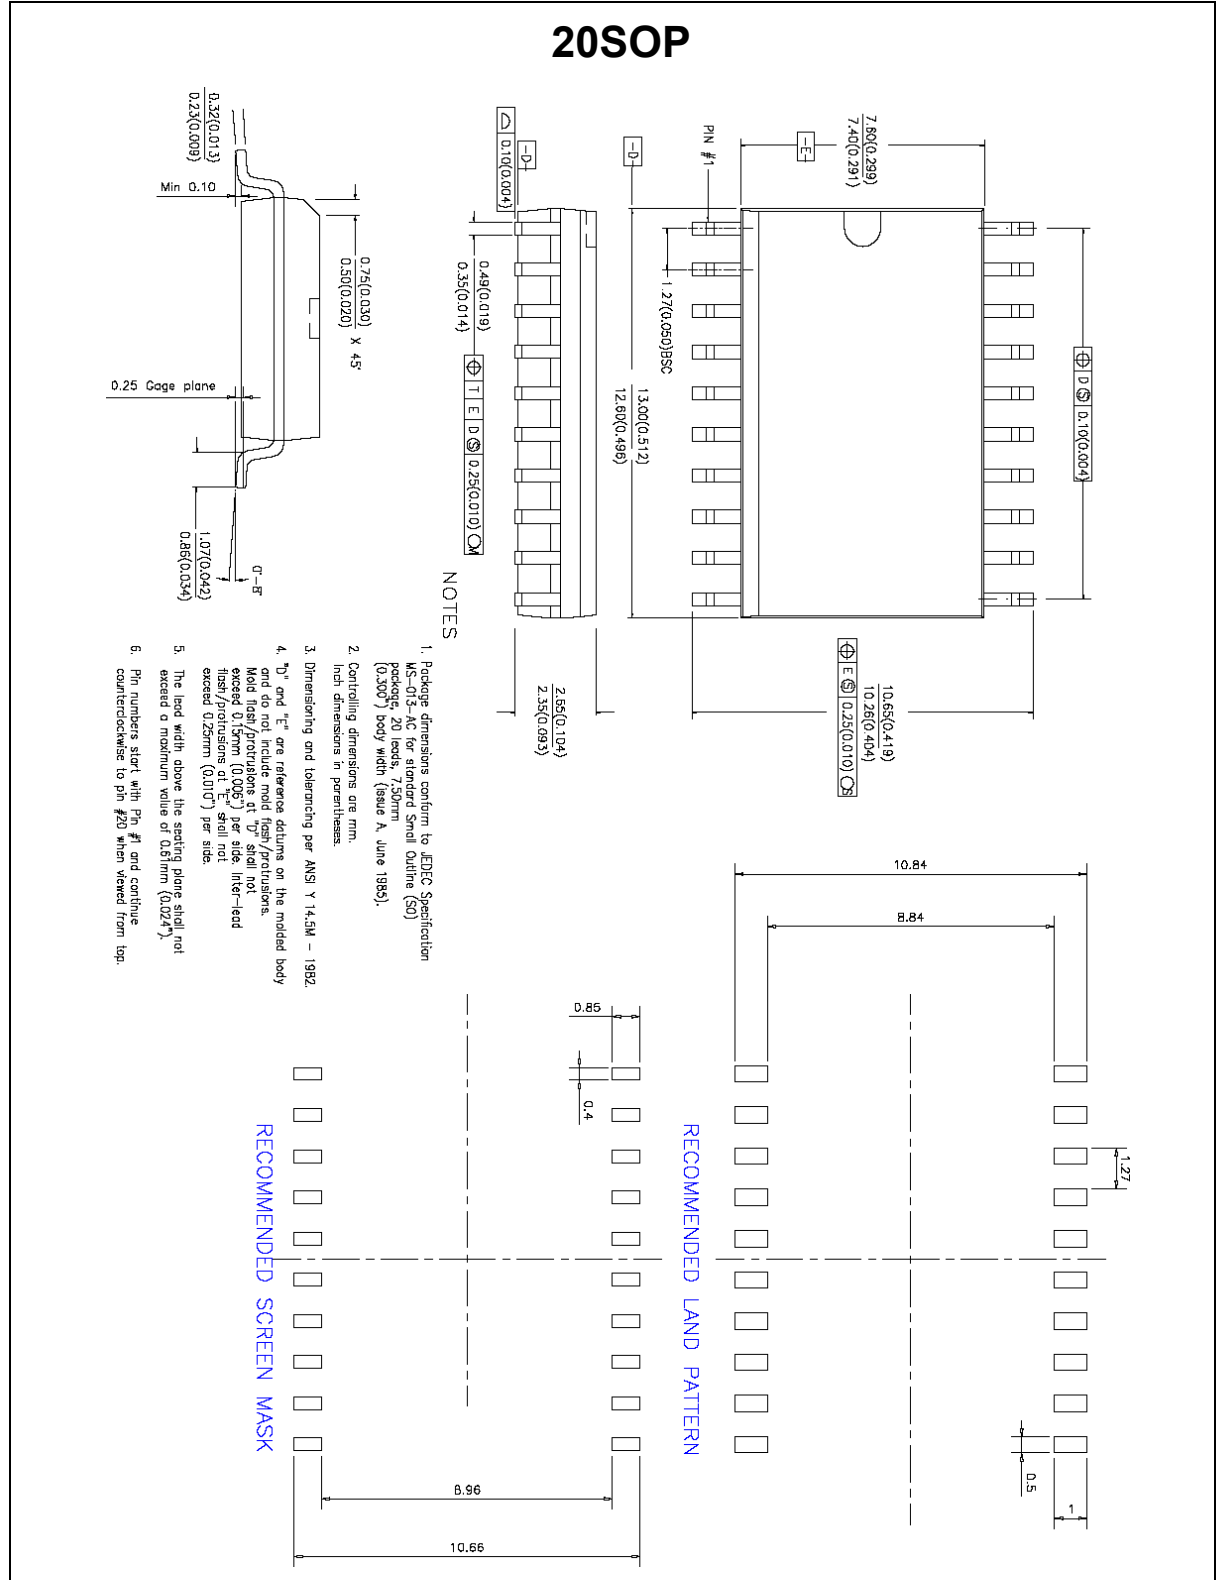 20SOP
7.60(0.299)
7.40(0.291)
-E-
PIN #1
-D-
1.27(0.050)BSC
13.00(0.512)
12.60(0.496)
D Ⓢ 0.10(0.004)
10.65(0.419)
10.26(0.404)
E Ⓢ 0.25(0.010) Ⓢ
0.10(0.004)
-D-
0.49(0.019)
0.35(0.014)
T E D Ⓢ 0.25(0.010) Ⓜ
2.65(0.104)
2.35(0.093)
0.32(0.013)
0.23(0.009)
Min 0.10
0.75(0.030)
0.50(0.020)
X 45°
0.25 Gage plane
1.07(0.042)
0.86(0.034)
0°-8°
NOTES
1. Package dimensions conform to JEDEC Specification
MS-013-AC for standard Small Outline (SO)
package, 20 leads, 7.50mm
(0.300") body width (issue A, June 1985).
2. Controlling dimensions are mm.
Inch dimensions in parentheses.
3. Dimensioning and tolerancing per ANSI Y 14.5M - 1982.
4. "D" and "E" are reference datums on the molded body
and do not include mold flash/protrusions.
Mold flash/protrusions at "D" shall not
exceed 0.15mm (0.006") per side. Inter-lead
flash/protrusions at "E" shall not
exceed 0.25mm (0.010") per side.
5. The lead width above the seating plane shall not
exceed a maximum value of 0.61mm (0.024").
6. Pin numbers start with Pin #1 and continue
counterclockwise to pin #20 when viewed from top.
10.84
8.84
1.27
0.5
1
RECOMMENDED LAND PATTERN
0.85
0.4
8.96
10.66
RECOMMENDED SCREEN MASK